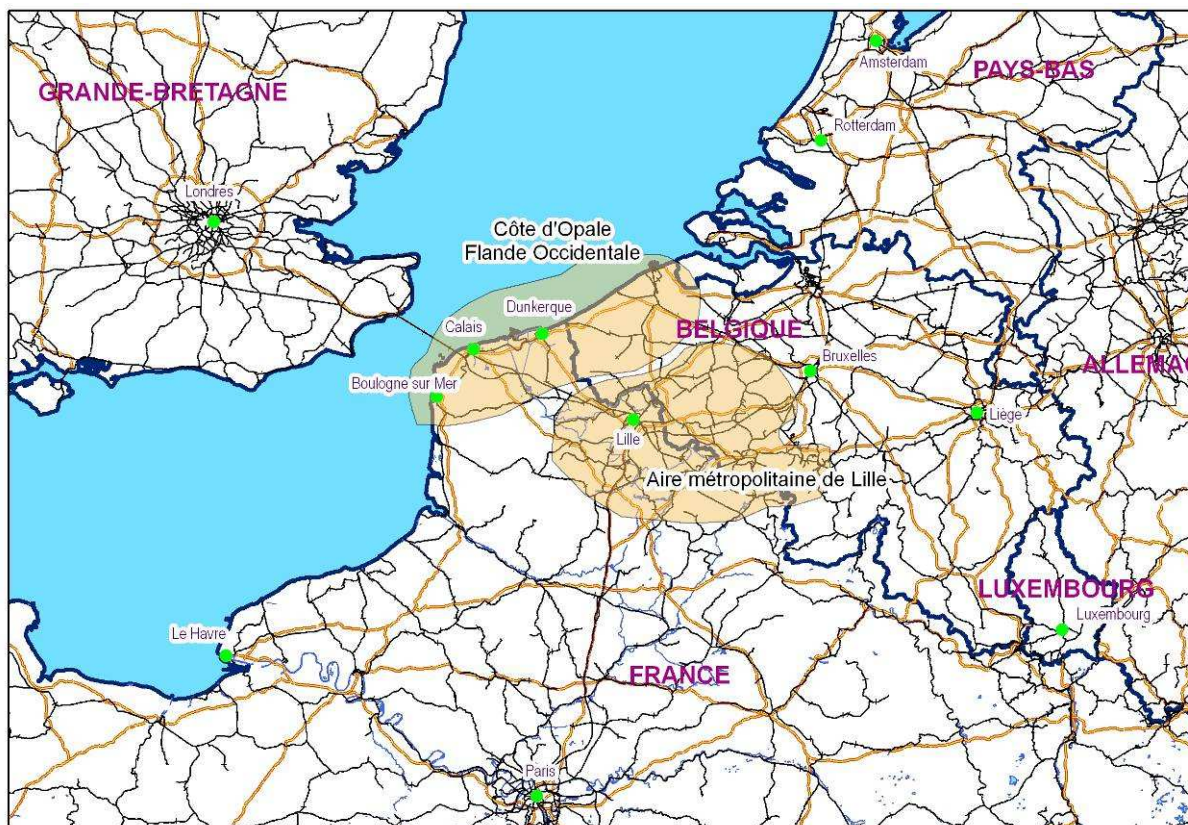 Amsterdam
PAYS-BAS
GRANDE-BRETAGNE
Rotterdam
Londres
Côte d'Opale
Flande Occidentale
Dunkerque
Calais
BELGIQUE
Bruxelles
ALLEMAG
Boulogne sur Mer
Liège
Lille
Aire métropolitaine de Lille
LUXEMBOURG
Luxembourg
Le Havre
FRANCE
Paris